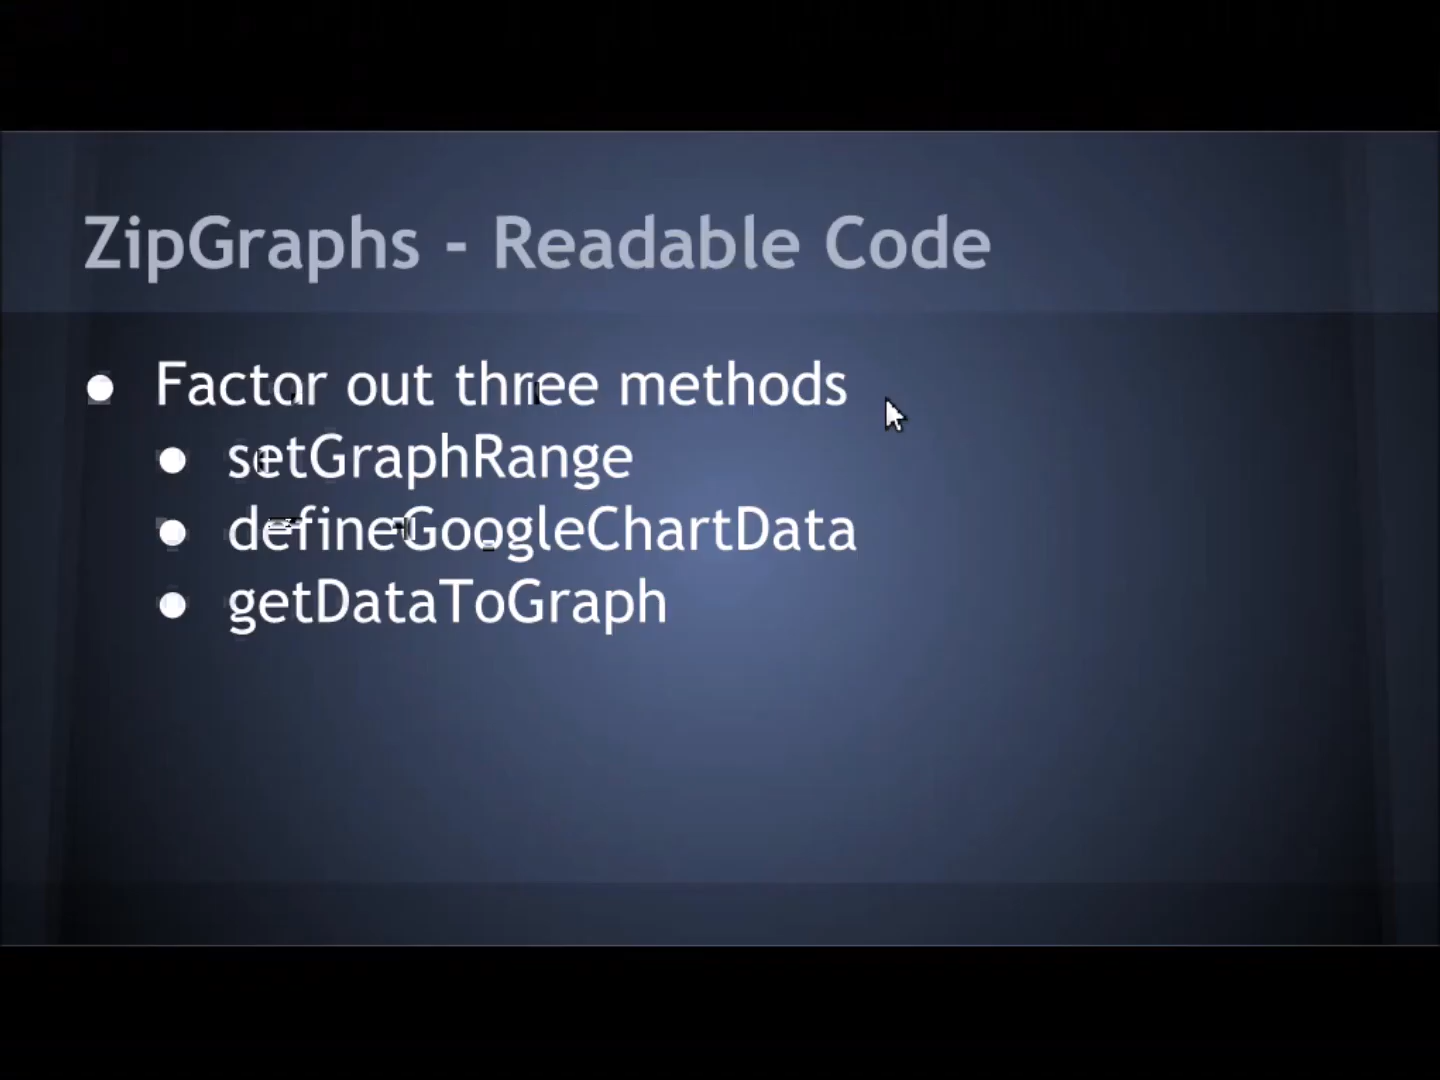 ZipGraphs - Readable Code
● Factor out three methods
● setGraphRange
● defineGoogleChartData
● getDataToGraph